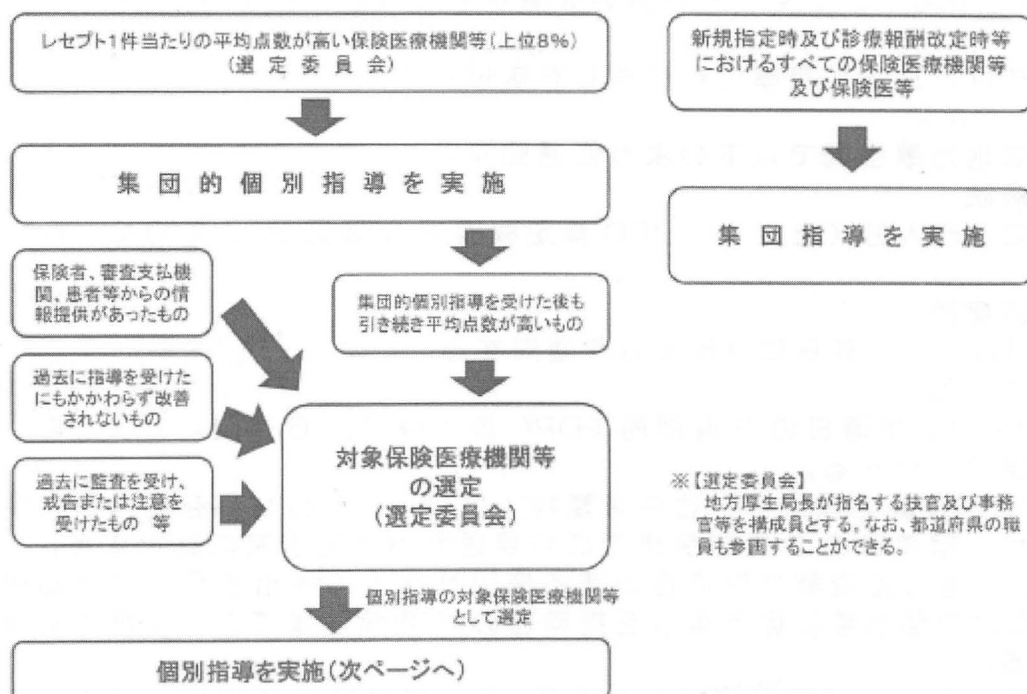 レセプト1件当たりの平均点数が高い保険医療機関等(上位8%)
(選定委員会)
集団的個別指導を実施
保険者、審査支払機
関、患者等からの情
報提供があったもの
過去に指導を受けた
にもかかわらず改善
されないもの
過去に監査を受け、
戒告または注意を
受けたもの 等
集団的個別指導を受けた後も
引き続き平均点数が高いもの
対象保険医療機関等
の選定
(選定委員会)
個別指導の対象保険医療機関等
として選定
個別指導を実施(次ページへ)
新規指定時及び診療報酬改定時等
におけるすべての保険医療機関等
及び保険医等
集団指導を実施
※【選定委員会】
地方厚生局長が指名する技官及び事務
官等を構成員とする。なお、都道府県の職
員も参画することができる。